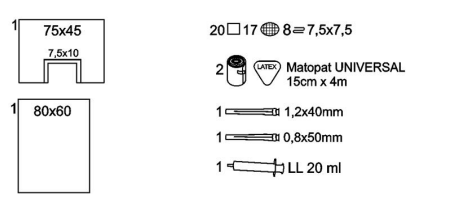 1 75x45
7,5x10
1 80x60
20 17 8 7,5x7,5
2 LATEX Matopat UNIVERSAL
15cm x 4m
1 1,2x40mm
1 0,8x50mm
1 LL 20 ml